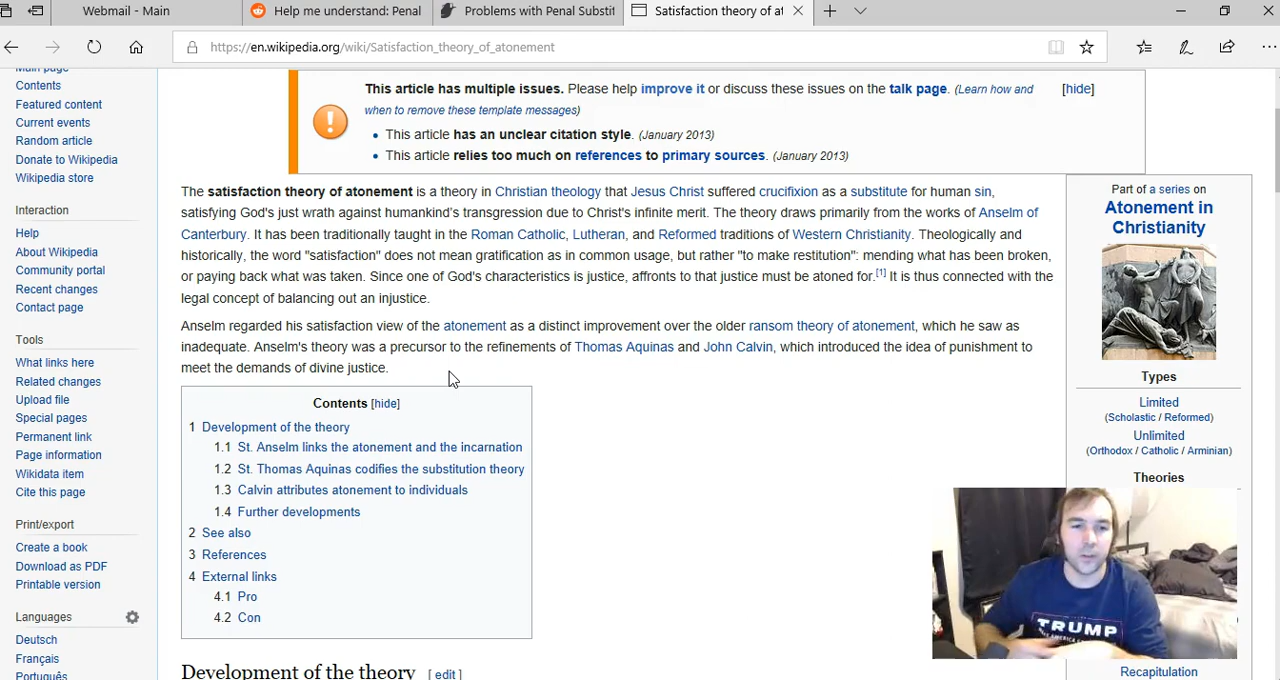 Webmail - Main
Help me understand: Penal
Problems with Penal Substit
Satisfaction theory of at
https://en.wikipedia.org/wiki/Satisfaction_theory_of_atonement
Main page
Contents
Featured content
Current events
Random article
Donate to Wikipedia
Wikipedia store
Interaction
Help
About Wikipedia
Community portal
Recent changes
Contact page
Tools
What links here
Related changes
Upload file
Special pages
Permanent link
Page information
Wikidata item
Cite this page
Print/export
Create a book
Download as PDF
Printable version
Languages
Deutsch
Français
Português
This article has multiple issues. Please help improve it or discuss these issues on the talk page. (Learn how and
when to remove these template messages)
[hide]
• This article has an unclear citation style. (January 2013)
• This article relies too much on references to primary sources. (January 2013)
The satisfaction theory of atonement is a theory in Christian theology that Jesus Christ suffered crucifixion as a substitute for human sin,
satisfying God's just wrath against humankind's transgression due to Christ's infinite merit. The theory draws primarily from the works of Anselm of
Canterbury. It has been traditionally taught in the Roman Catholic, Lutheran, and Reformed traditions of Western Christianity. Theologically and
historically, the word "satisfaction" does not mean gratification as in common usage, but rather "to make restitution": mending what has been broken,
or paying back what was taken. Since one of God's characteristics is justice, affronts to that justice must be atoned for.[1] It is thus connected with the
legal concept of balancing out an injustice.
Anselm regarded his satisfaction view of the atonement as a distinct improvement over the older ransom theory of atonement, which he saw as
inadequate. Anselm's theory was a precursor to the refinements of Thomas Aquinas and John Calvin, which introduced the idea of punishment to
meet the demands of divine justice.
Contents [hide]
1 Development of the theory
1.1 St. Anselm links the atonement and the incarnation
1.2 St. Thomas Aquinas codifies the substitution theory
1.3 Calvin attributes atonement to individuals
1.4 Further developments
2 See also
3 References
4 External links
4.1 Pro
4.2 Con
Development of the theory [ edit ]
Part of a series on
Atonement in
Christianity
Types
Limited
(Scholastic / Reformed)
Unlimited
(Orthodox / Catholic / Arminian)
Theories
Recapitulation
TRUMP